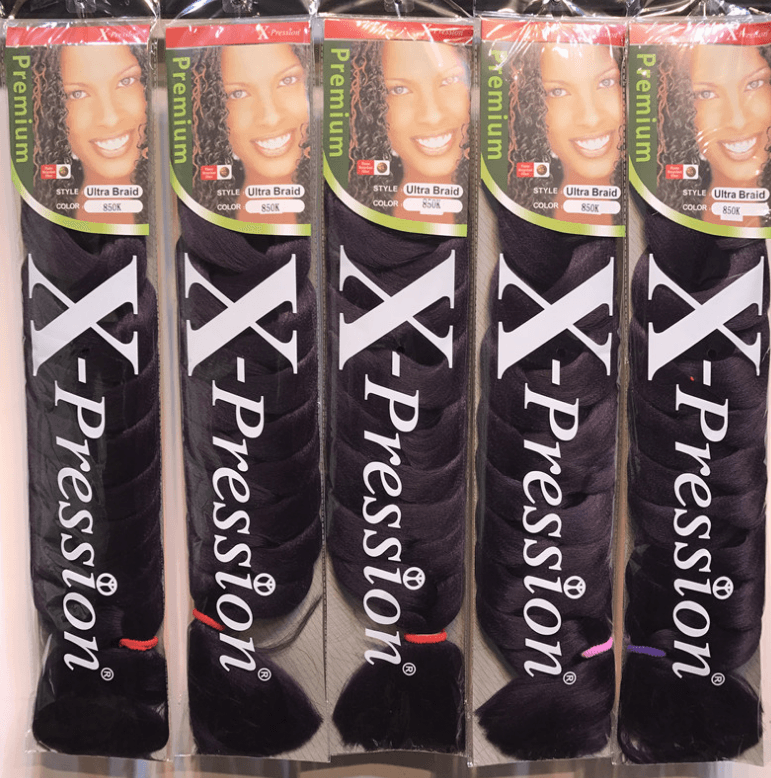 X-Pression
Premium
STYLE Ultra Braid
COLOR 850K
X-Pression®
X-Pression
Premium
STYLE Ultra Braid
COLOR 850K
X-Pression®
X-Pression
Premium
STYLE Ultra Braid
COLOR 850K
X-Pression®
X-Pression
Premium
STYLE Ultra Braid
COLOR 850K
X-Pression®
X-Pression
Premium
STYLE Ultra Braid
COLOR 850K
X-Pression®